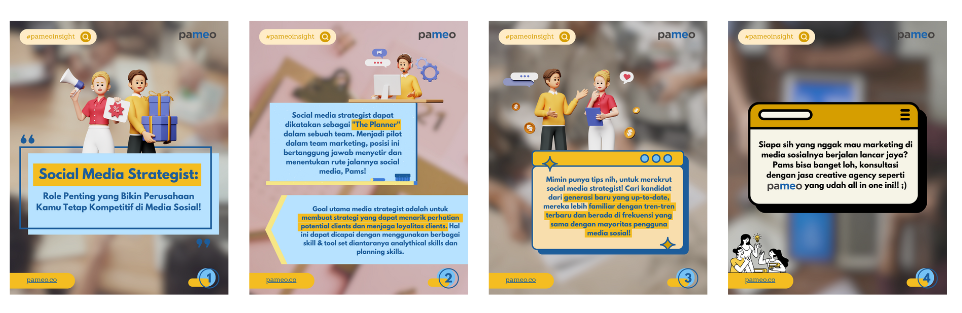 #pameoinsight
pameo
Social Media Strategist:
Role Penting yang Bikin Perusahaan
Kamu Tetap Kompetitif di Media Sosial!
pameo.co
1
#pameoinsight
pameo
Social media strategist dapat
dikatakan sebagai "The Planner"
dalam sebuah team. Menjadi pilot
dalam team marketing, posisi ini
bertanggung jawab menyetir dan
menentukan rute jalannya social
media, Pams!
Goal utama media strategist adalah untuk
membuat strategi yang dapat menarik perhatian
potential clients dan menjaga loyalitas clients. Hal
ini dapat dicapai dengan menggunakan berbagai
skill & tool set diantaranya analythical skills dan
planning skills.
pameo.co
2
#pameoinsight
pameo
Mimin punya tips nih, untuk merekrut
social media strategist! Cari kandidat
dari generasi baru yang up-to-date,
mereka lebih familiar dengan tren-tren
terbaru dan berada di frekuensi yang
sama dengan mayoritas pengguna
media sosial!
pameo.co
3
#pameoinsight
pameo
Siapa sih yang nggak mau marketing di
media sosialnya berjalan lancar jaya?
Pams bisa banget loh, konsultasi
dengan jasa creative agency seperti
pameo yang udah all in one ini!! ;)
pameo.co
4